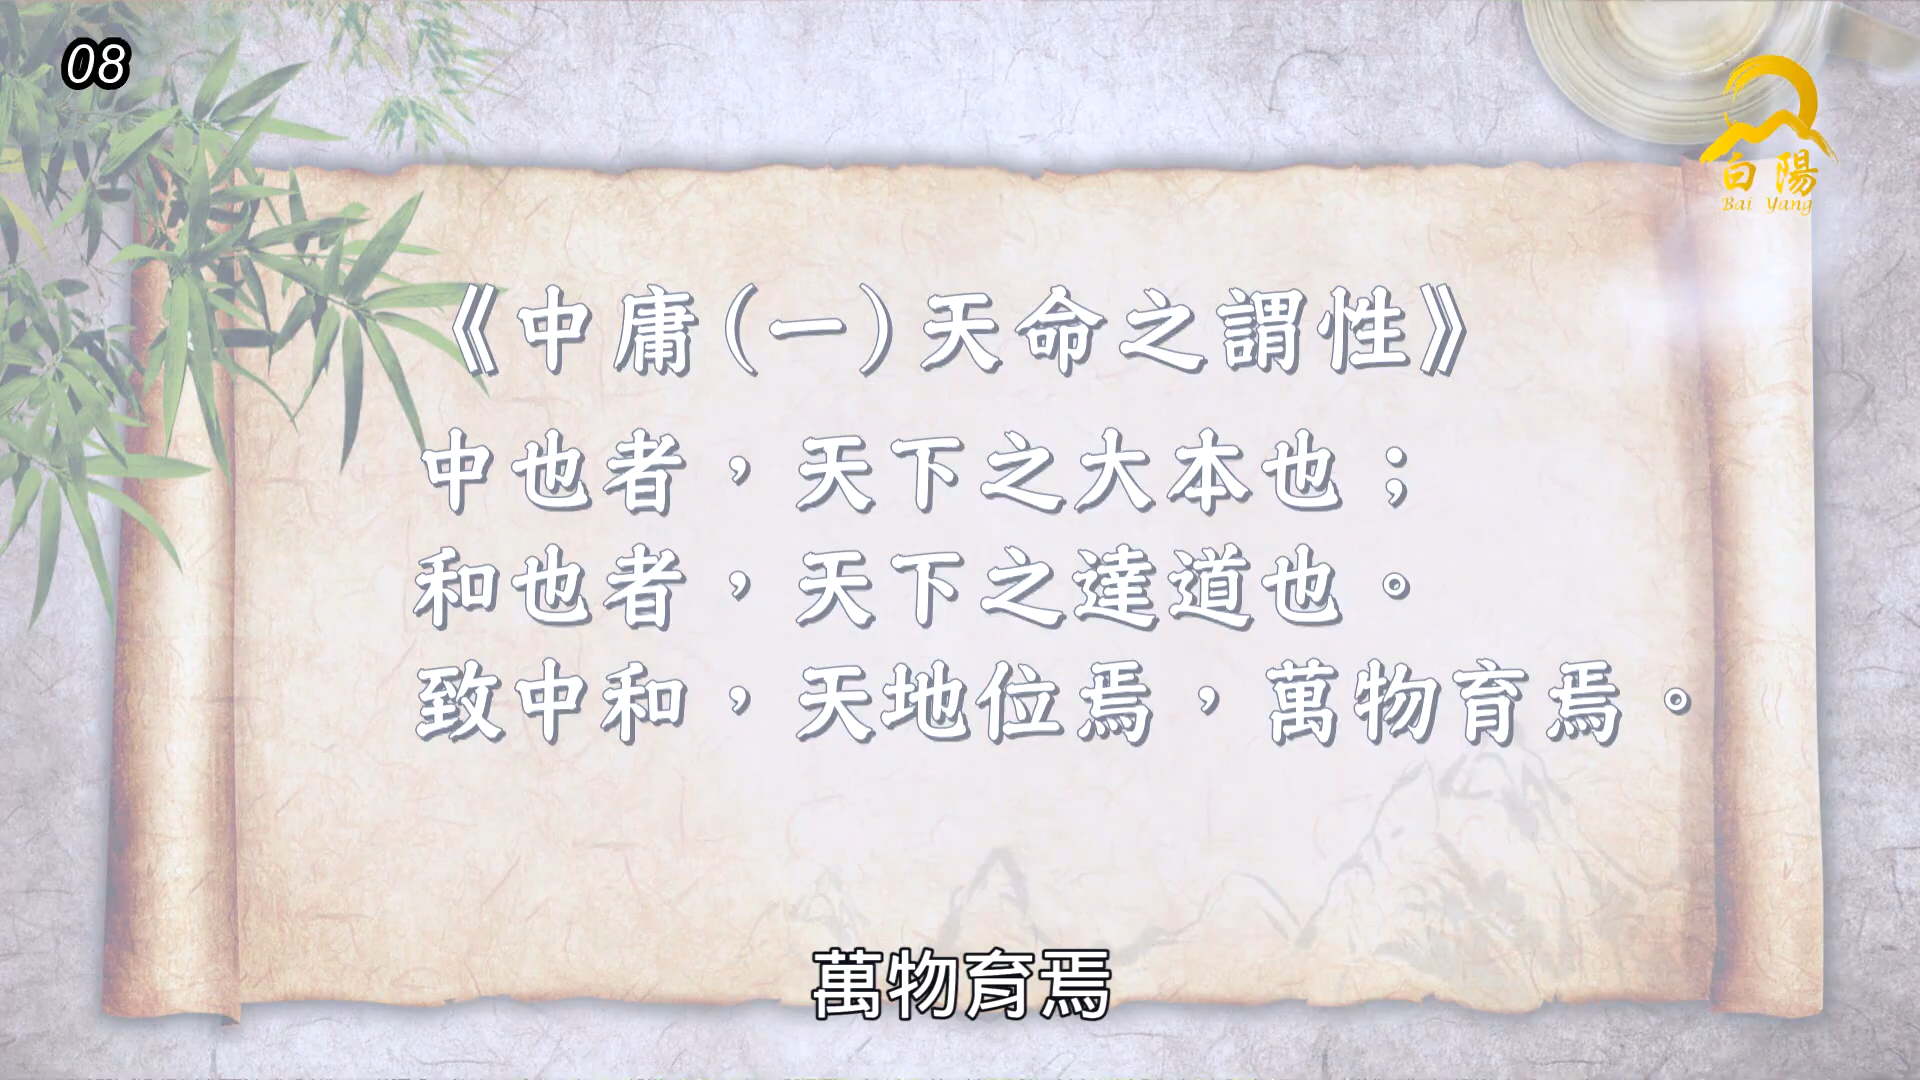 08
白陽
Bai Yang
《中庸(一)天命之謂性》
中也者，天下之大本也；
和也者，天下之達道也。
致中和，天地位焉，萬物育焉。
萬物育焉